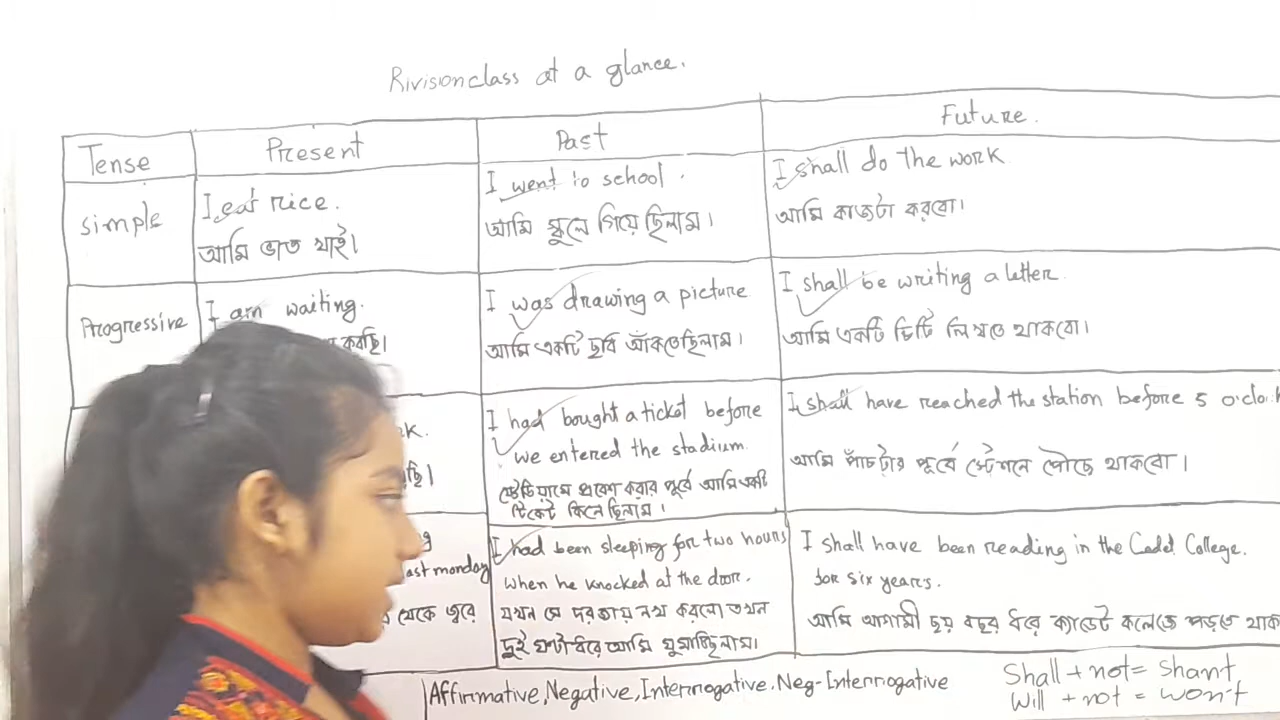 Rivision class at a glance.
Tense
Present
Past
Future.
simple
I eat rice.
আমি ভাত খাই।
I went to school.
আমি স্কুলে গিয়ে ছিলাম।
I shall do the work
আমি কাজটা করবো।
Progressive
I am waiting.
করছি।
I was drawing a picture
আমি একটি ছবি আঁকতেছিলাম।
I shall be writing a letter
আমি একটি চিঠি লিখতে থাকবো।
I had bought a ticket before
we entered the stadium.
স্টেডিয়ামে প্রবেশ করার পূর্বে আমি একটি
টিকেট কিনে ছিলাম।
I shall have reached the station before 5 o'clock
আমি পাঁচটার পূর্বে স্টেশনে পৌছে থাকবো।
last monday
থেকে জ্বরে
I had been sleeping for two hours
when he knocked at the door.
যখন সে দরজায় নখ করলো তখন
দুই ঘণ্টা ধরে আমি ঘুমাচ্ছিলাম।
I shall have been reading in the Cadet College.
for six years.
আমি আগামী ছয় বছর ধরে ক্যাডেট কলেজে পড়তে থাক
Affirmative, Negative, Interrogative. Neg-Interrogative
Shall + not = Shan't
Will + not = won't